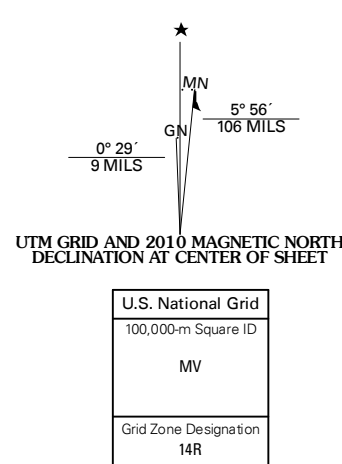 MN
GN
5° 56´
106 MILS
0° 29´
9 MILS
UTM GRID AND 2010 MAGNETIC NORTH
DECLINATION AT CENTER OF SHEET
U.S. National Grid
100,000-m Square ID
MV
Grid Zone Designation
14R